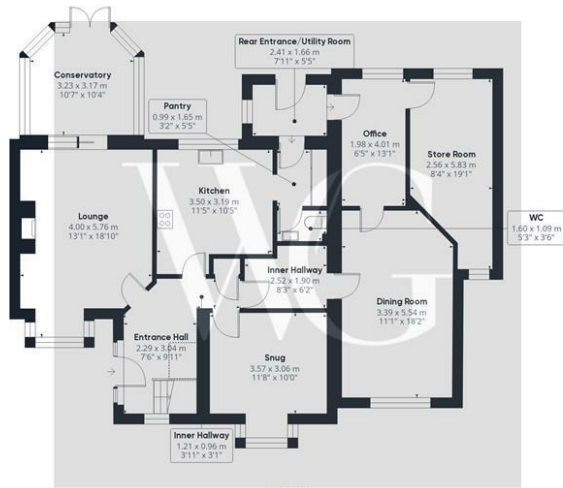 Rear Entrance/Utility Room
2.41 x 1.66 m
7'11" x 5'5"
Conservatory
3.23 x 3.17 m
10'7" x 10'4"
Pantry
0.99 x 1.65 m
3'2" x 5'5"
Office
1.98 x 4.01 m
6'5" x 13'1"
Store Room
2.56 x 5.83 m
8'4" x 19'1"
Kitchen
3.50 x 3.19 m
11'5" x 10'5"
Lounge
4.00 x 5.76 m
13'1" x 18'10"
WC
1.60 x 1.09 m
5'3" x 3'6"
Inner Hallway
2.52 x 1.90 m
8'3" x 6'2"
Dining Room
3.39 x 5.54 m
11'1" x 18'2"
Entrance Hall
2.29 x 3.04 m
7'6" x 9'11"
Snug
3.57 x 3.06 m
11'8" x 10'0"
Inner Hallway
1.21 x 0.96 m
3'11" x 3'1"
WG